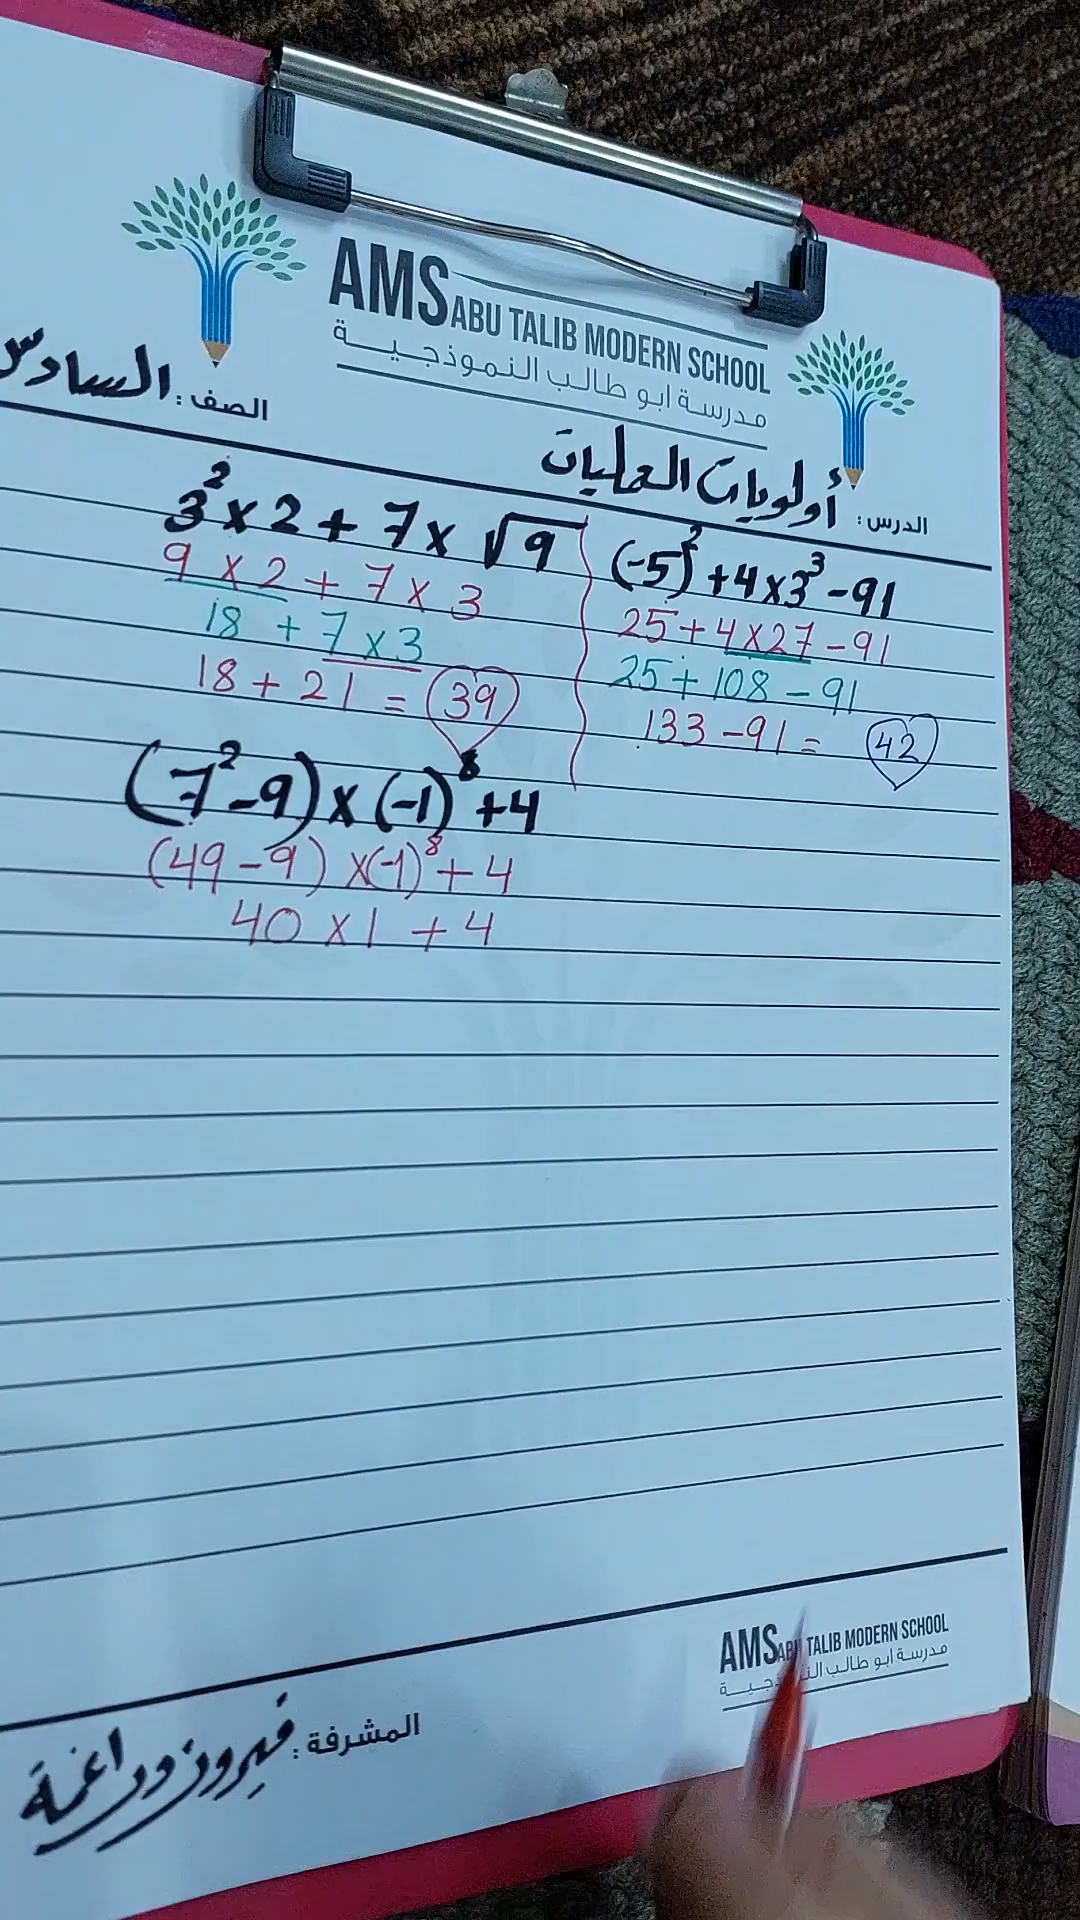 AMS ABU TALIB MODERN SCHOOL
مدرسة ابو طالب النموذجية
الصف: السادس
الدرس: أولويات العمليات
3² × 2 + 7 × √9
9 × 2 + 7 × 3
18 + 7 × 3
18 + 21 = 39
(-5)² + 4 × 3³ - 91
25 + 4 × 27 - 91
25 + 108 - 91
133 - 91 = 42
(7² - 9) × (-1)⁸ + 4
(49 - 9) × (-1)⁸ + 4
40 × 1 + 4
AMS ABU TALIB MODERN SCHOOL
مدرسة ابو طالب النموذجية
المشرفة: فيروز دراغمة